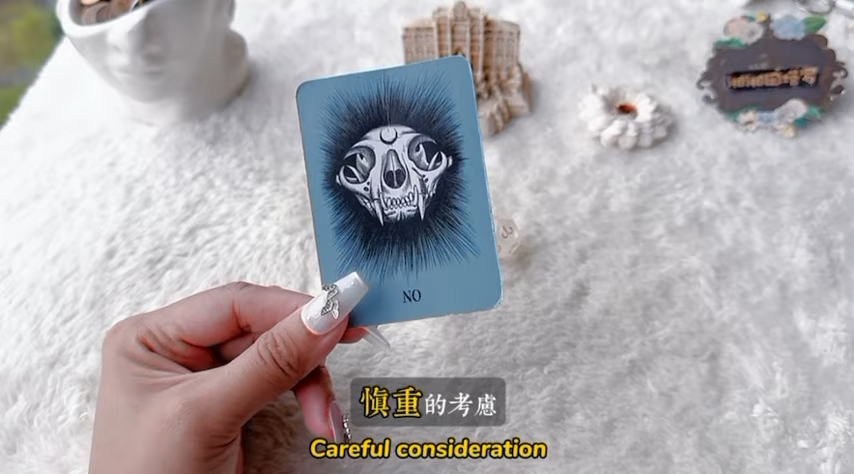 NO
慎重的考慮
Careful consideration